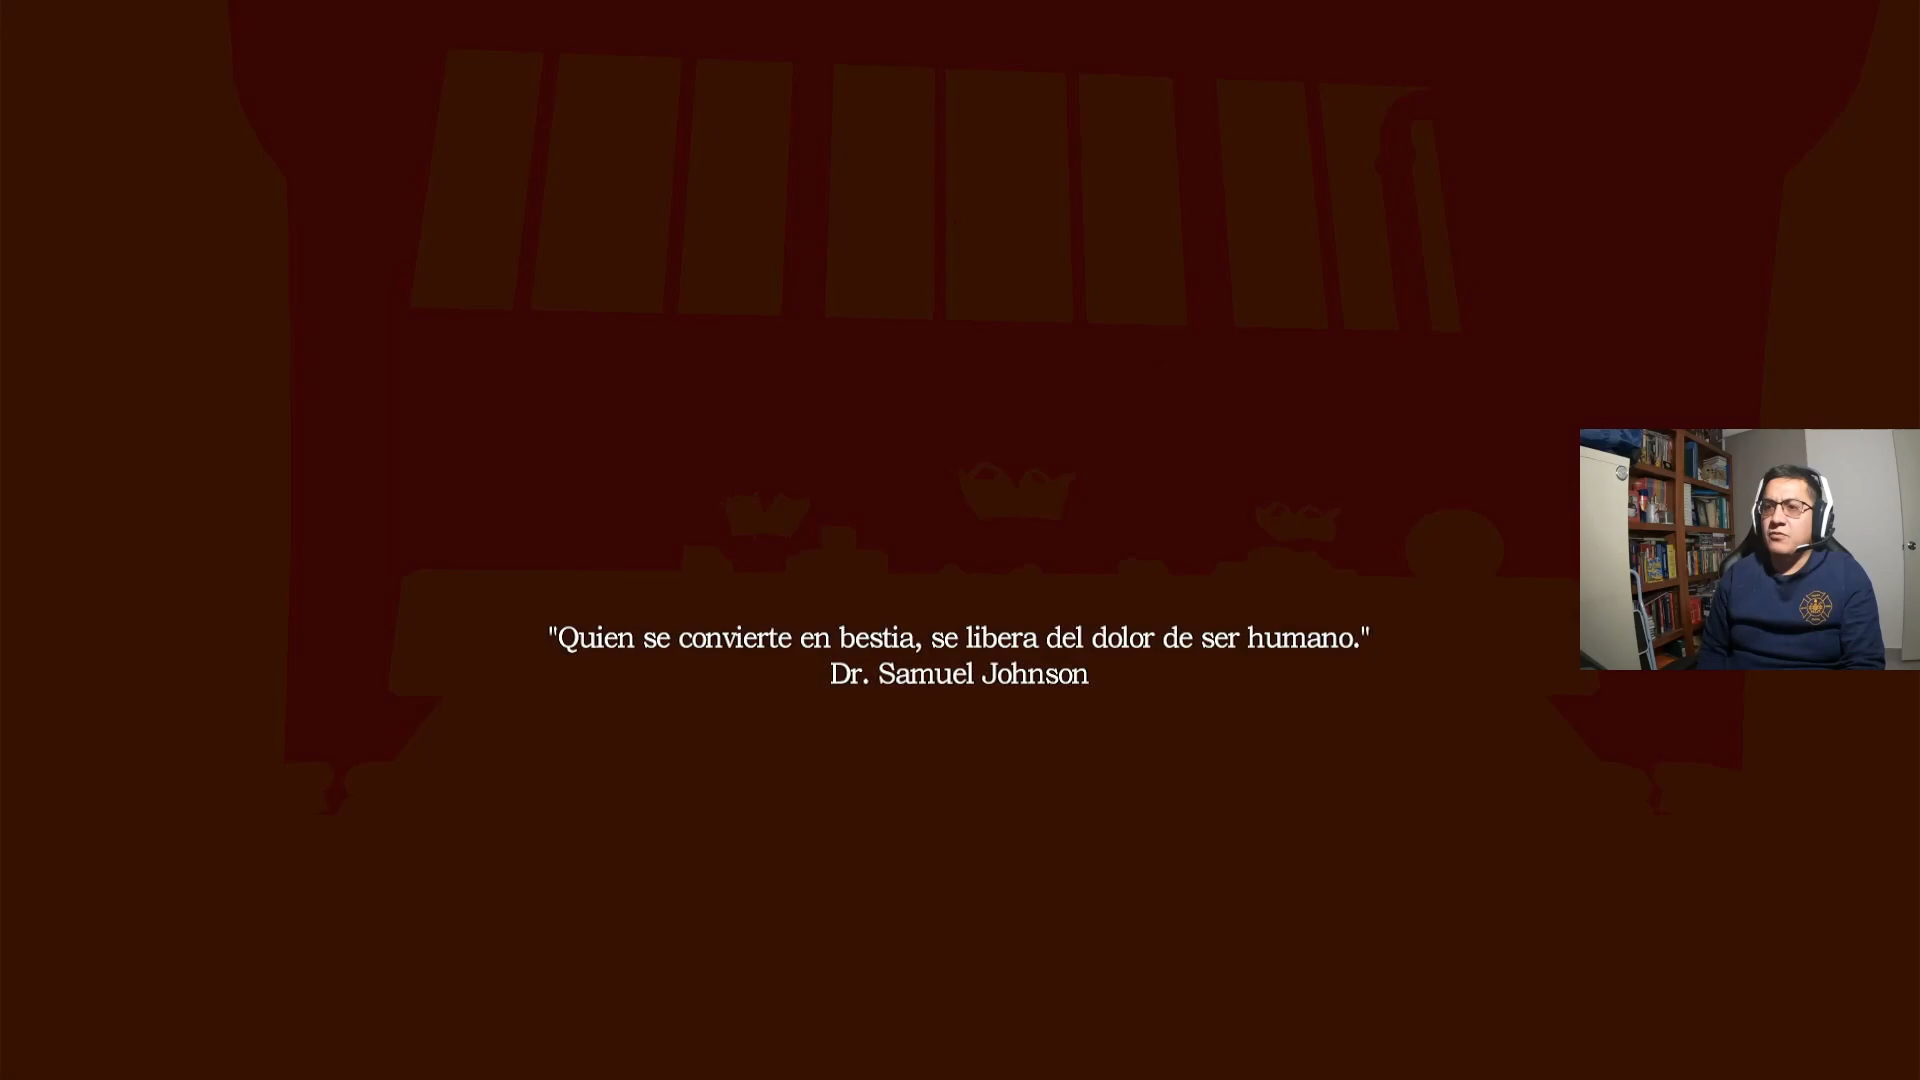 "Quien se convierte en bestia, se libera del dolor de ser humano."
Dr. Samuel Johnson